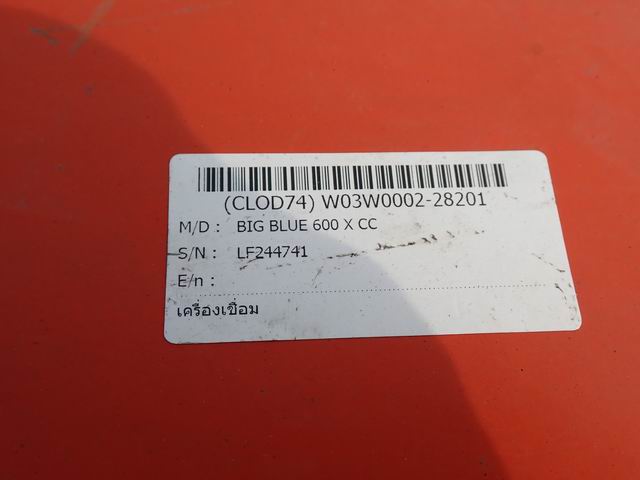 (CLOD74) W03W0002-28201
M/D : BIG BLUE 600 X CC
S/N : LF244741
E/n :
เครื่องเชื่อม